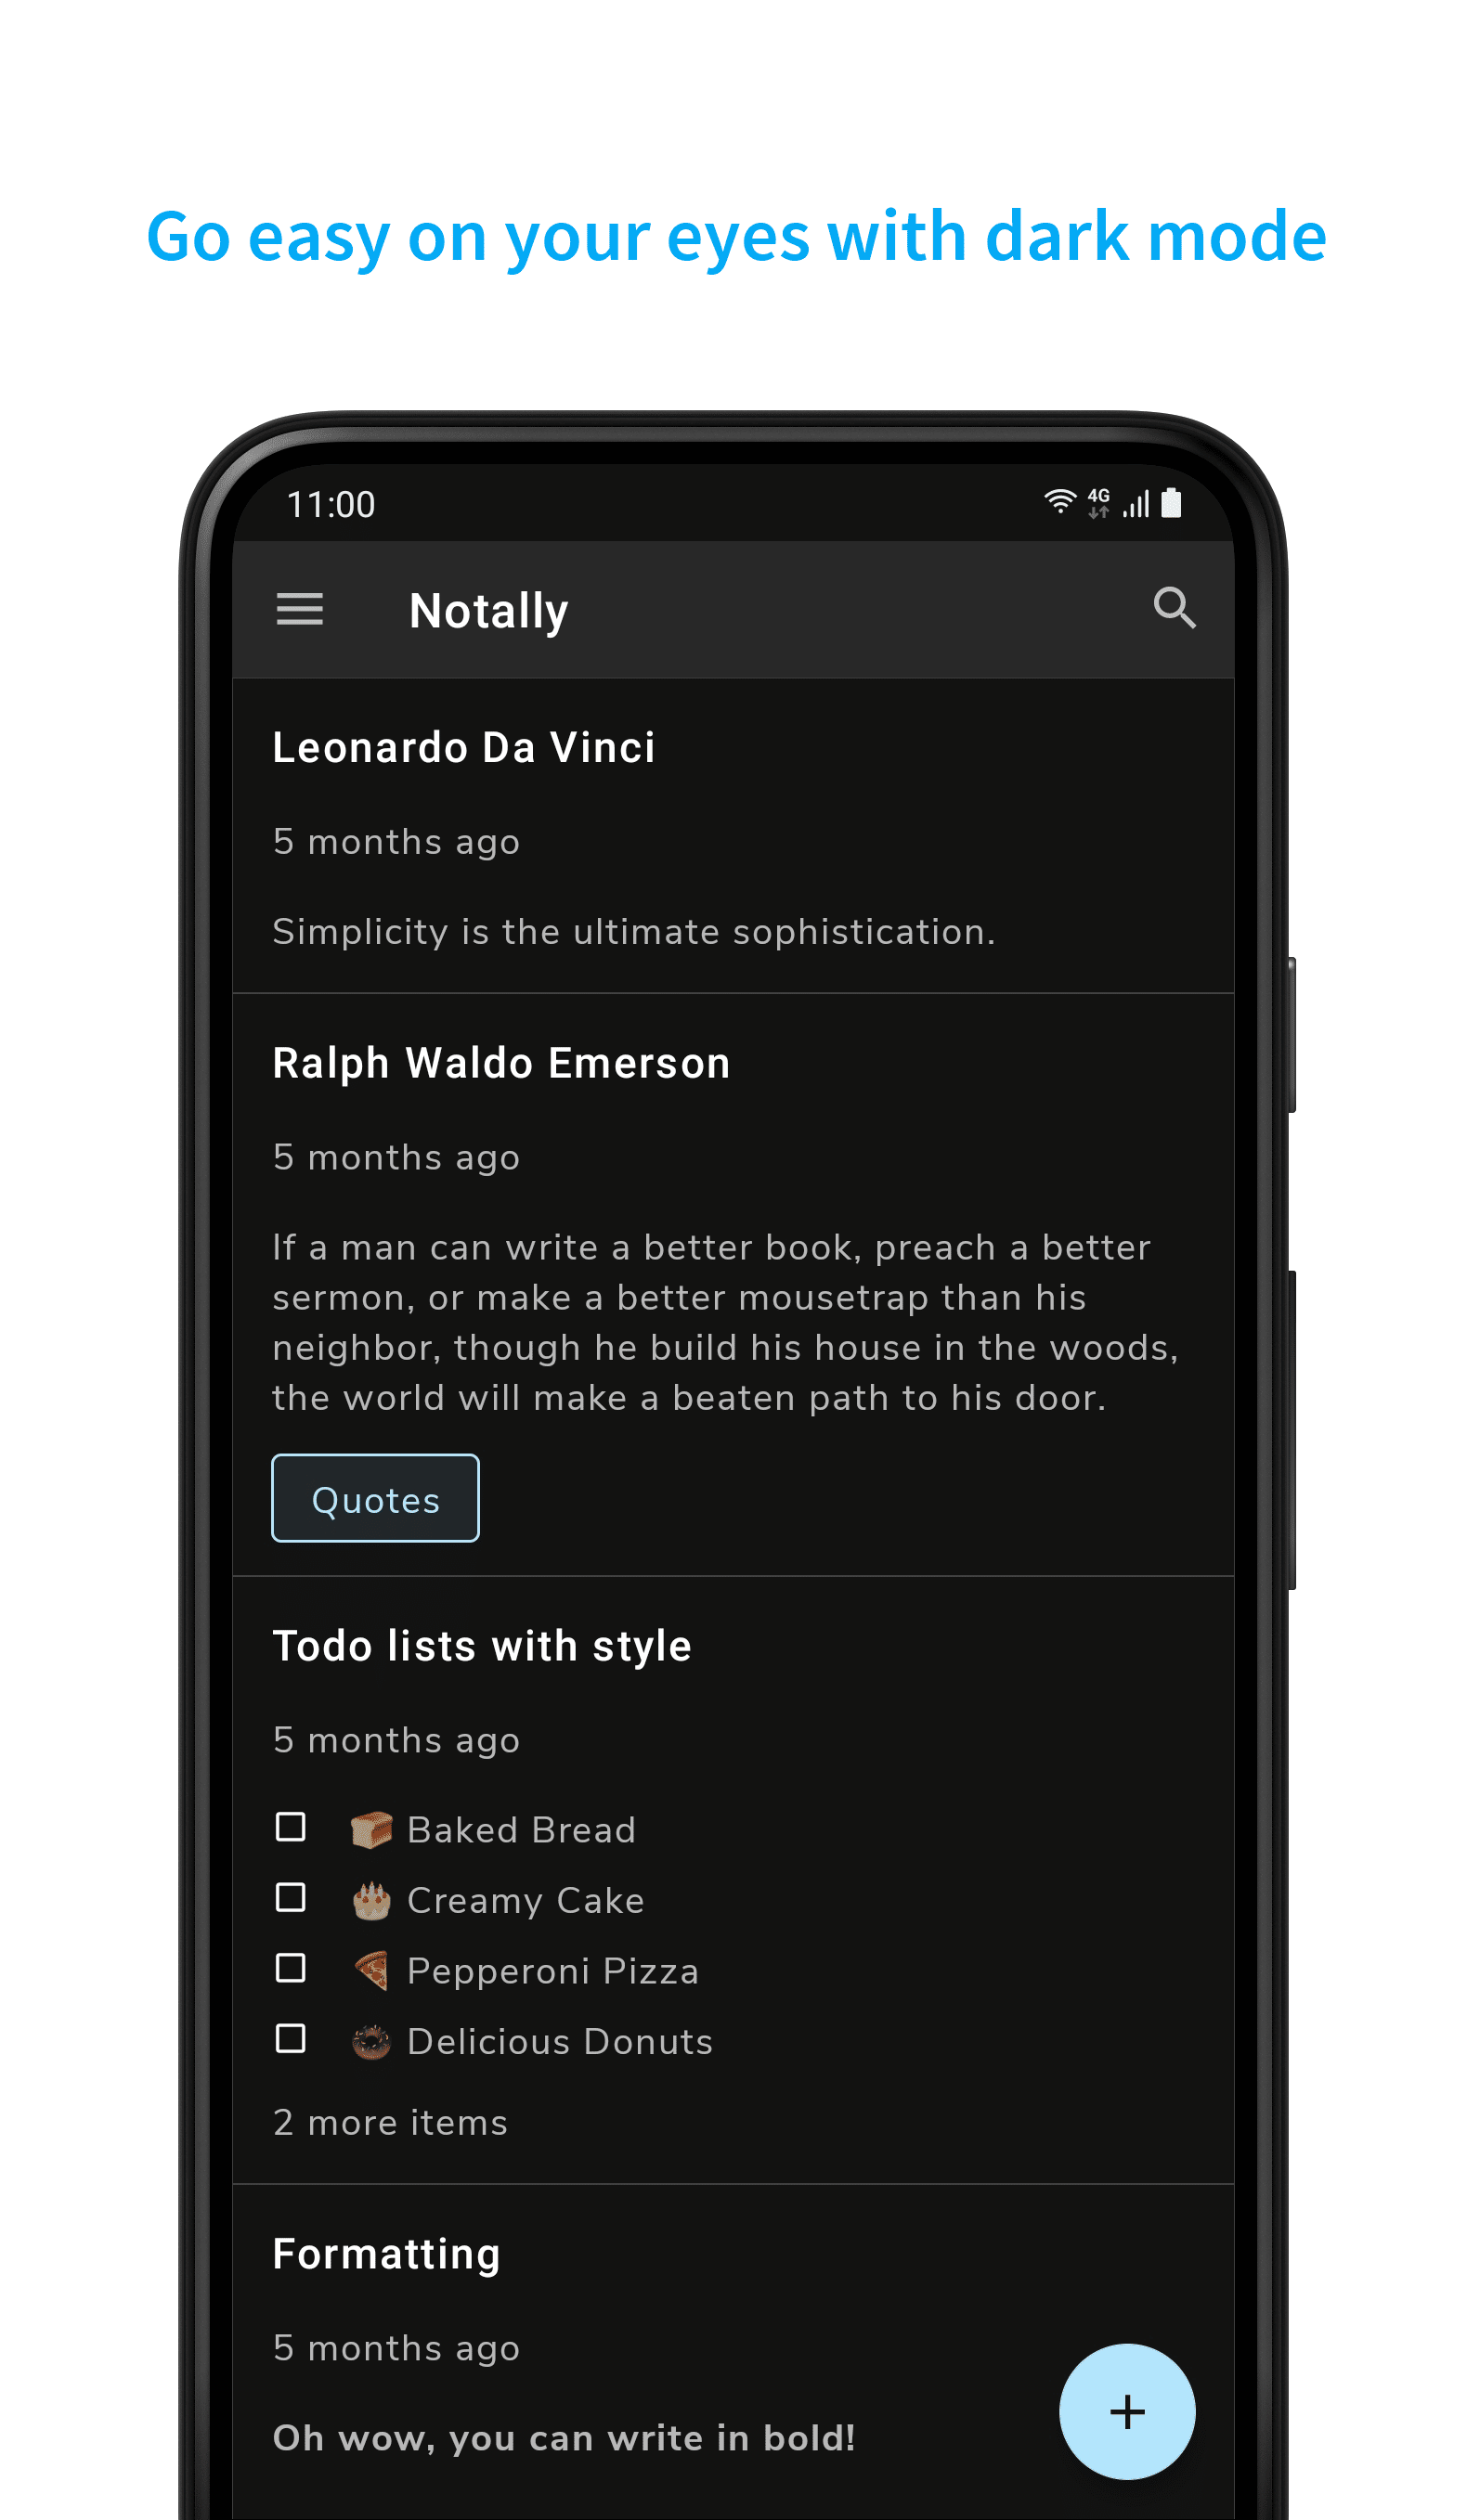 Go easy on your eyes with dark mode
11:00
4G
Notally
Leonardo Da Vinci
5 months ago
Simplicity is the ultimate sophistication.
Ralph Waldo Emerson
5 months ago
If a man can write a better book, preach a better
sermon, or make a better mousetrap than his
neighbor, though he build his house in the woods,
the world will make a beaten path to his door.
Quotes
Todo lists with style
5 months ago
🍞 Baked Bread
🎂 Creamy Cake
🍕 Pepperoni Pizza
🍩 Delicious Donuts
2 more items
Formatting
5 months ago
Oh wow, you can write in bold!